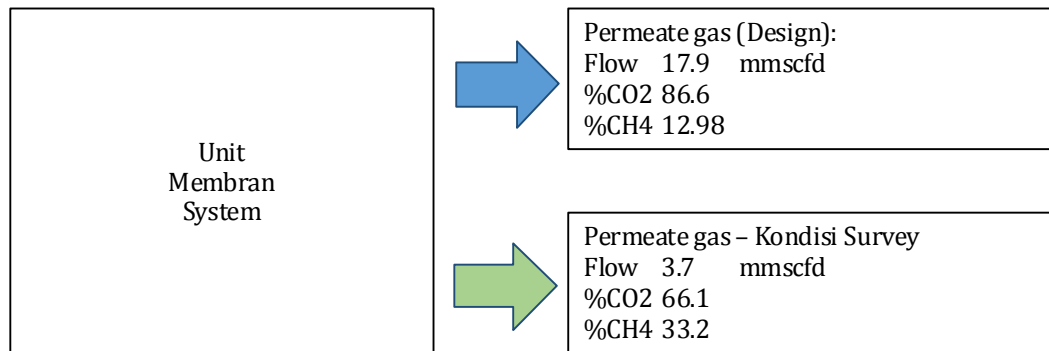 Unit
Membran
System
Permeate gas (Design):
Flow 17.9 mmscfd
%CO2 86.6
%CH4 12.98
Permeate gas – Kondisi Survey
Flow 3.7 mmscfd
%CO2 66.1
%CH4 33.2